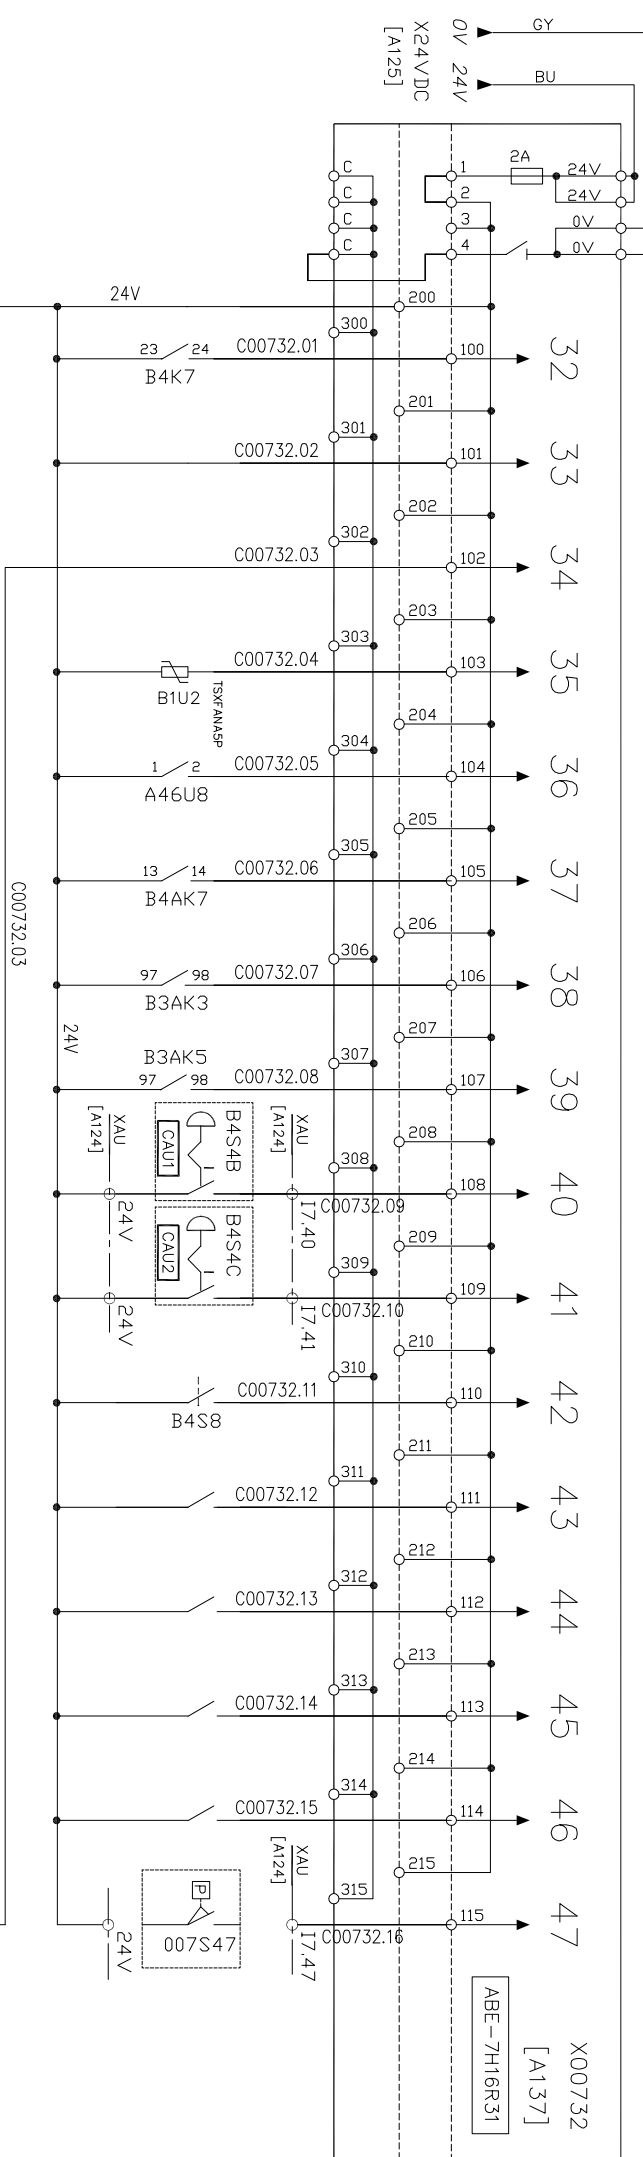 GY
0V
24V
BU
X24VDC
[A125]
2A
24V
24V
0V
0V
C
C
C
C
1
2
3
4
24V
200
300
23 24
B4K7
C00732.01
100
32
201
301
C00732.02
101
33
202
302
C00732.03
102
34
203
303
B1U2
TSXFANA5P
C00732.04
103
35
204
304
1 2
A46U8
C00732.05
104
36
205
305
13 14
B4AK7
C00732.06
105
37
C00732.03
206
306
97 98
B3AK3
C00732.07
106
38
24V
207
307
B3AK5
97 98
C00732.08
107
39
XAU
[A124]
B4S4B
CAU1
XAU
[A124]
208
308
24V
I7.40
C00732.09
108
40
B4S4C
CAU2
209
309
24V
I7.41
C00732.10
109
41
210
310
B4S8
C00732.11
110
42
211
311
C00732.12
111
43
212
312
C00732.13
112
44
213
313
C00732.14
113
45
214
314
C00732.15
114
46
XAU
[A124]
215
315
P
007S47
24V
I7.47
C00732.16
115
47
ABE-7H16R31
X00732
[A137]